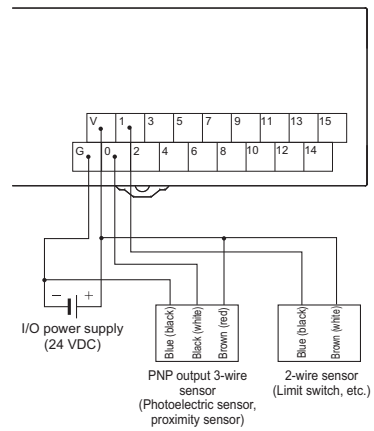 V 1 3 5 7 9 11 13 15
G 0 2 4 6 8 10 12 14
− +
I/O power supply
(24 VDC)
Blue (black)
Black (white)
Brown (red)
Blue (black)
Brown (white)
PNP output 3-wire
sensor
(Photoelectric sensor,
proximity sensor)
2-wire sensor
(Limit switch, etc.)